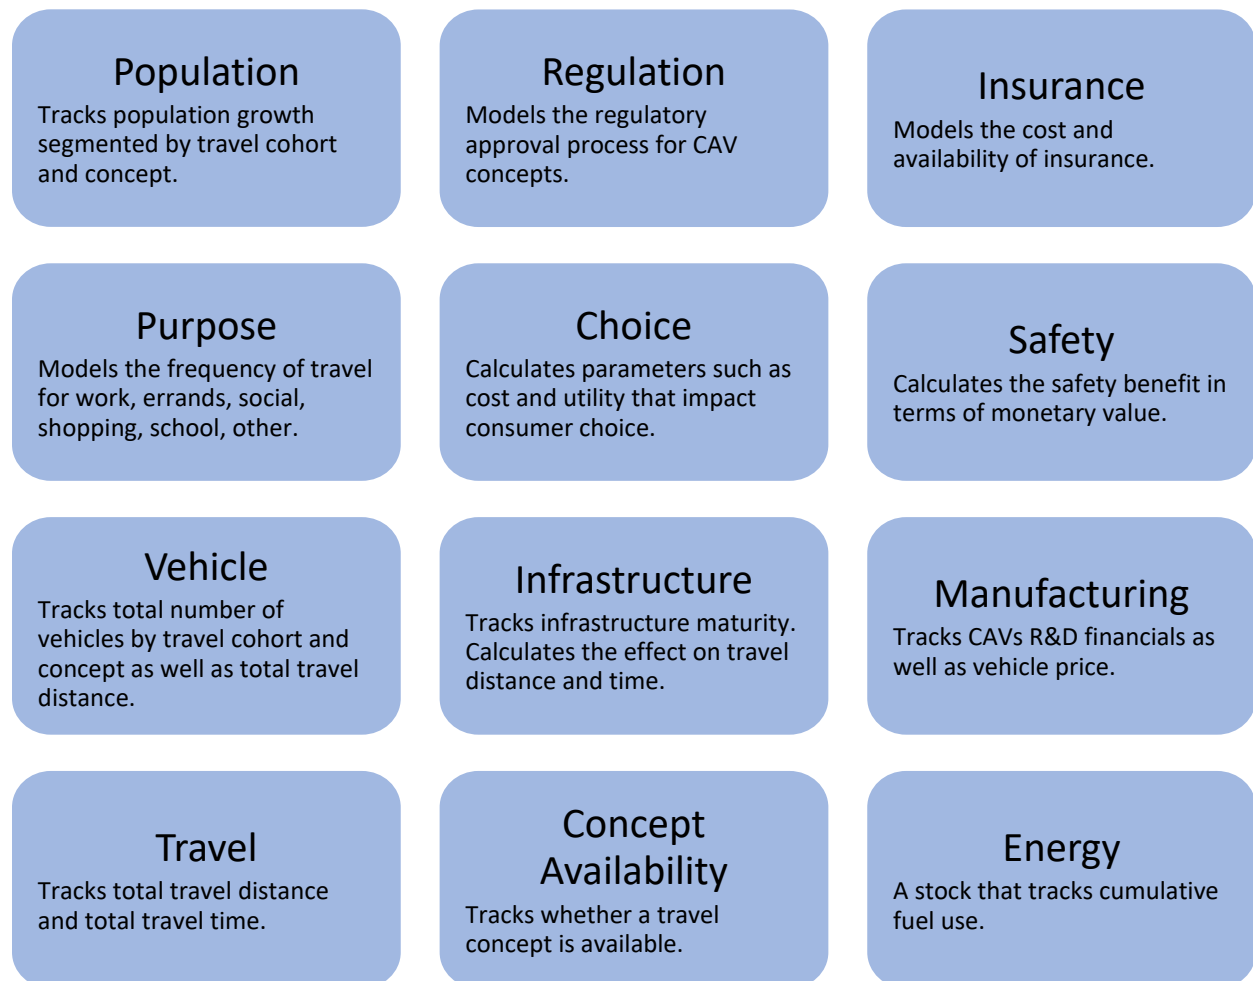 Population
Tracks population growth
segmented by travel cohort
and concept.
Regulation
Models the regulatory
approval process for CAV
concepts.
Insurance
Models the cost and
availability of insurance.
Purpose
Models the frequency of travel
for work, errands, social,
shopping, school, other.
Choice
Calculates parameters such as
cost and utility that impact
consumer choice.
Safety
Calculates the safety benefit in
terms of monetary value.
Vehicle
Tracks total number of
vehicles by travel cohort and
concept as well as total travel
distance.
Infrastructure
Tracks infrastructure maturity.
Calculates the effect on travel
distance and time.
Manufacturing
Tracks CAVs R&D financials as
well as vehicle price.
Travel
Tracks total travel distance
and total travel time.
Concept
Availability
Tracks whether a travel
concept is available.
Energy
A stock that tracks cumulative
fuel use.